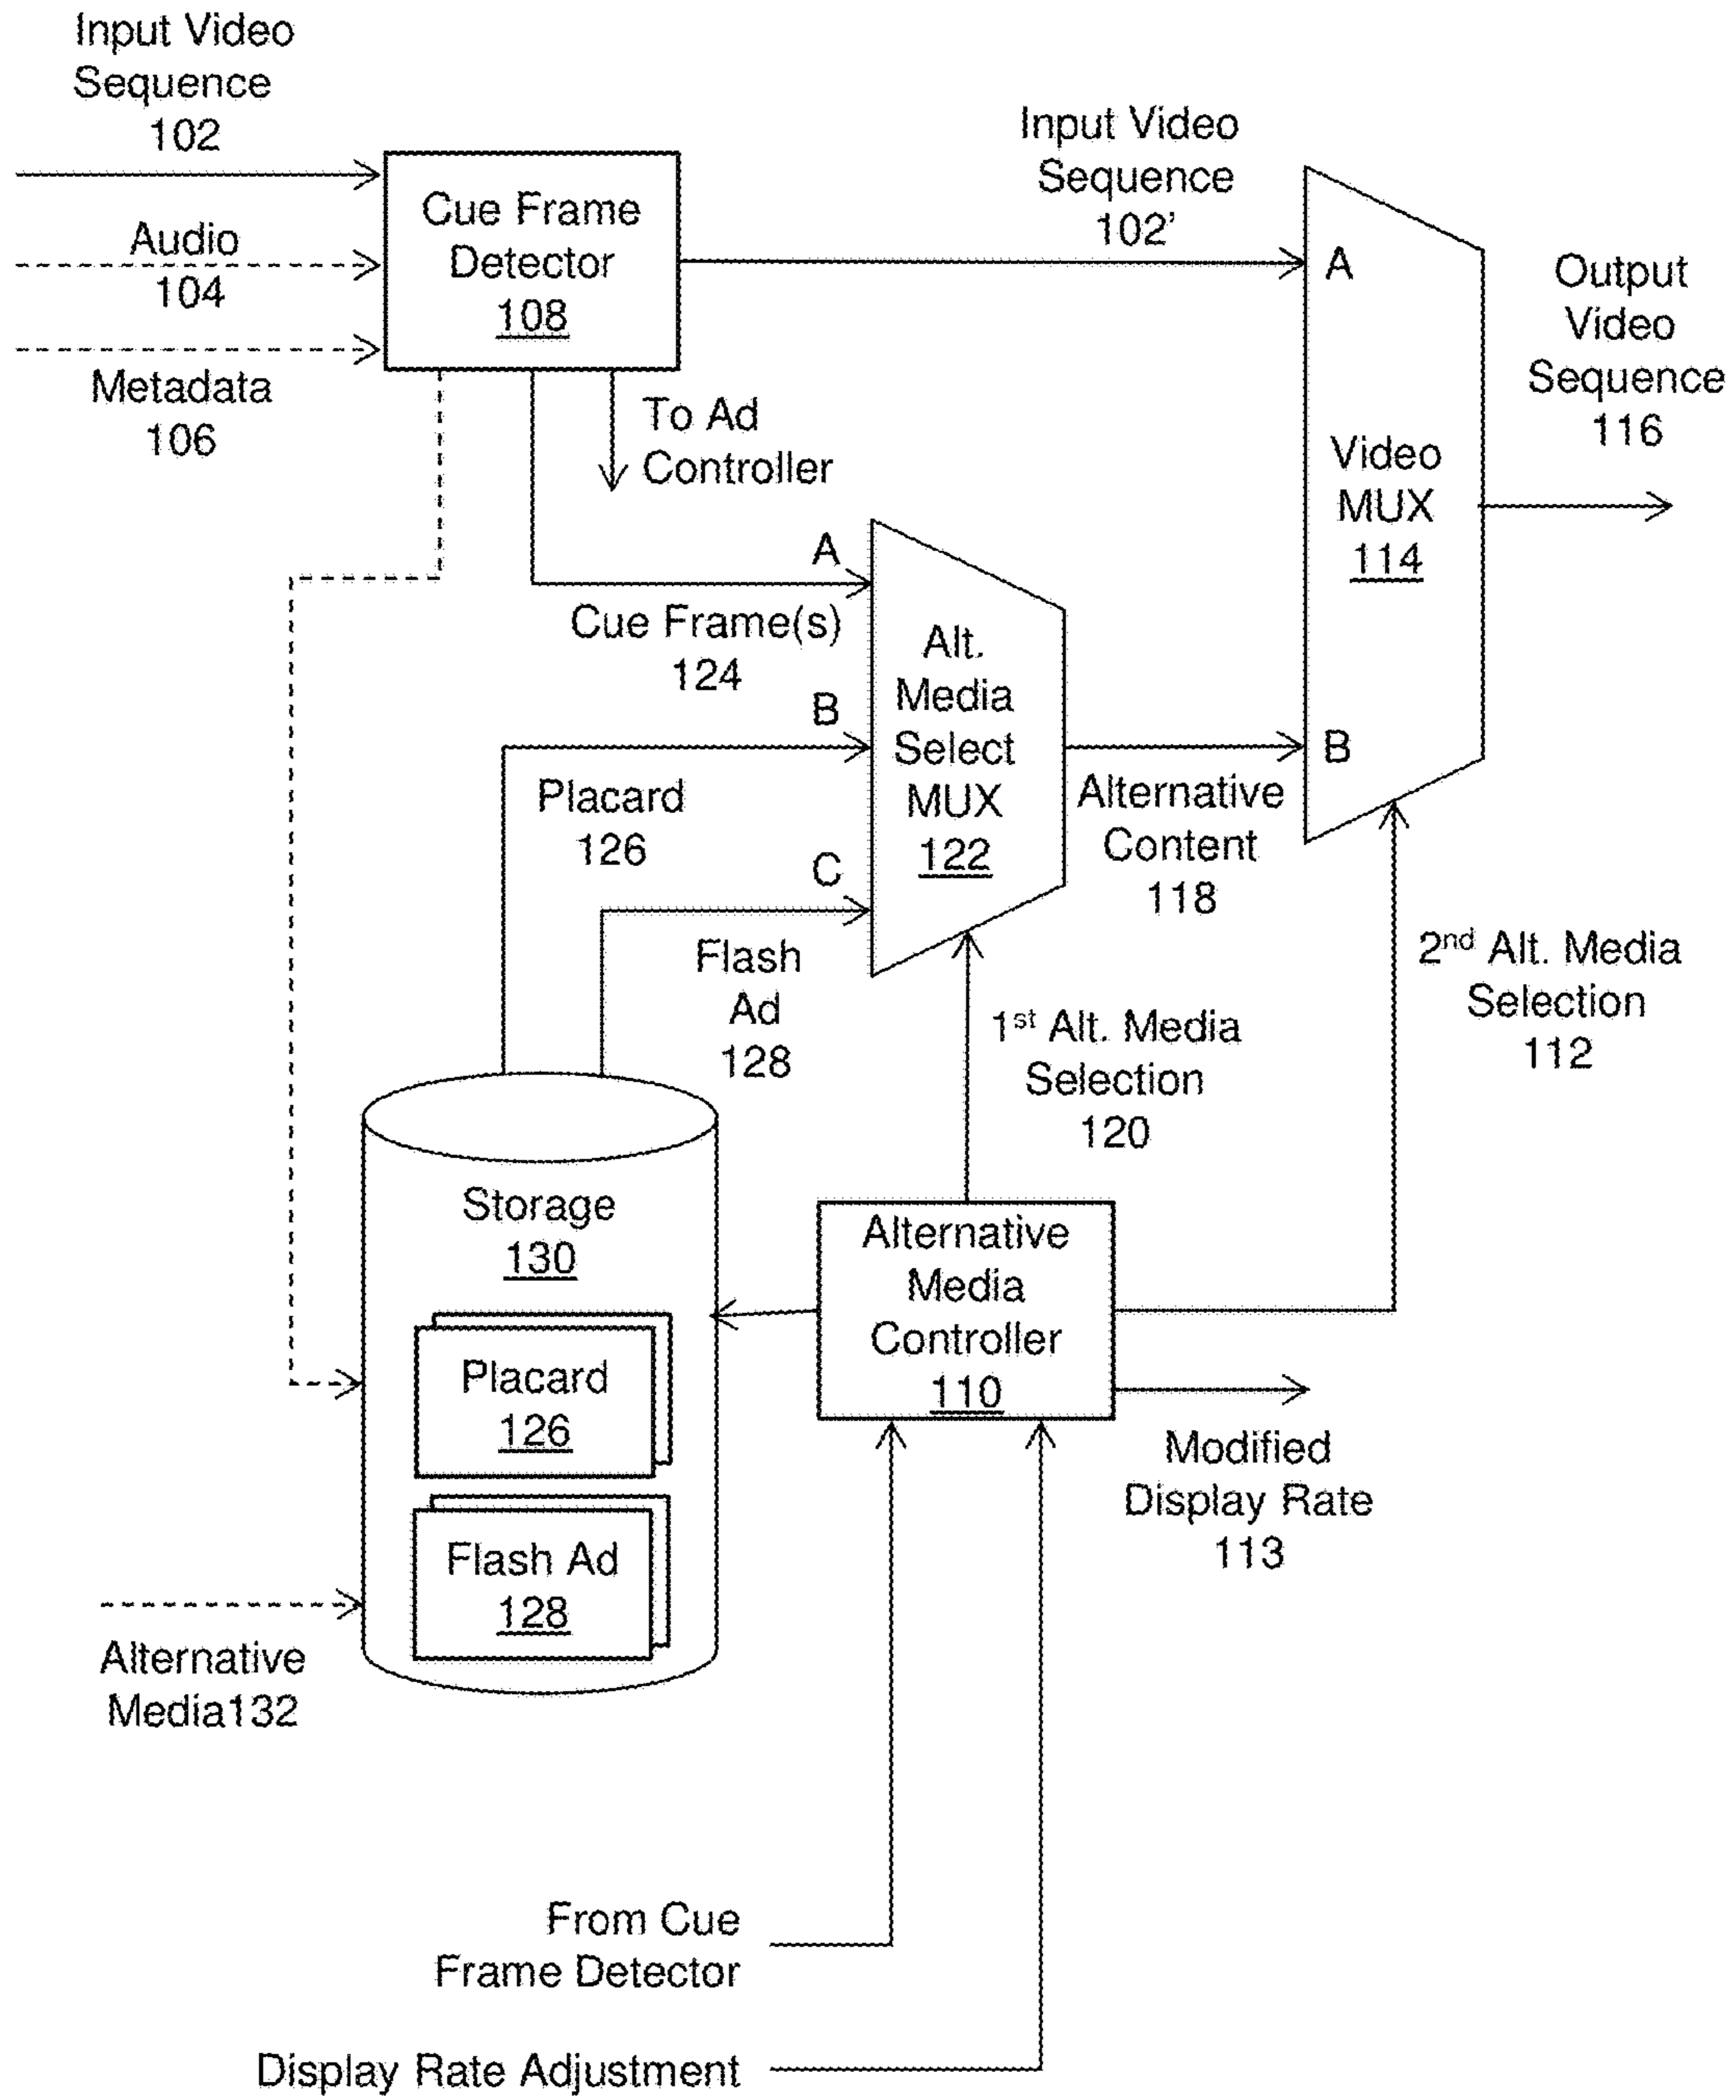 Input Video
Sequence
102
Audio
104
Metadata
106
Cue Frame
Detector
108
To Ad
Controller
Input Video
Sequence
102’
A
B
Video
MUX
114
Output
Video
Sequence
116
A
Cue Frame(s)
124
B
Placard
126
C
Flash
Ad
128
Alt.
Media
Select
MUX
122
Alternative
Content
118
1st Alt. Media
Selection
120
2nd Alt. Media
Selection
112
Storage
130
Placard
126
Flash Ad
128
Alternative
Media132
Alternative
Media
Controller
110
Modified
Display Rate
113
From Cue
Frame Detector
Display Rate Adjustment